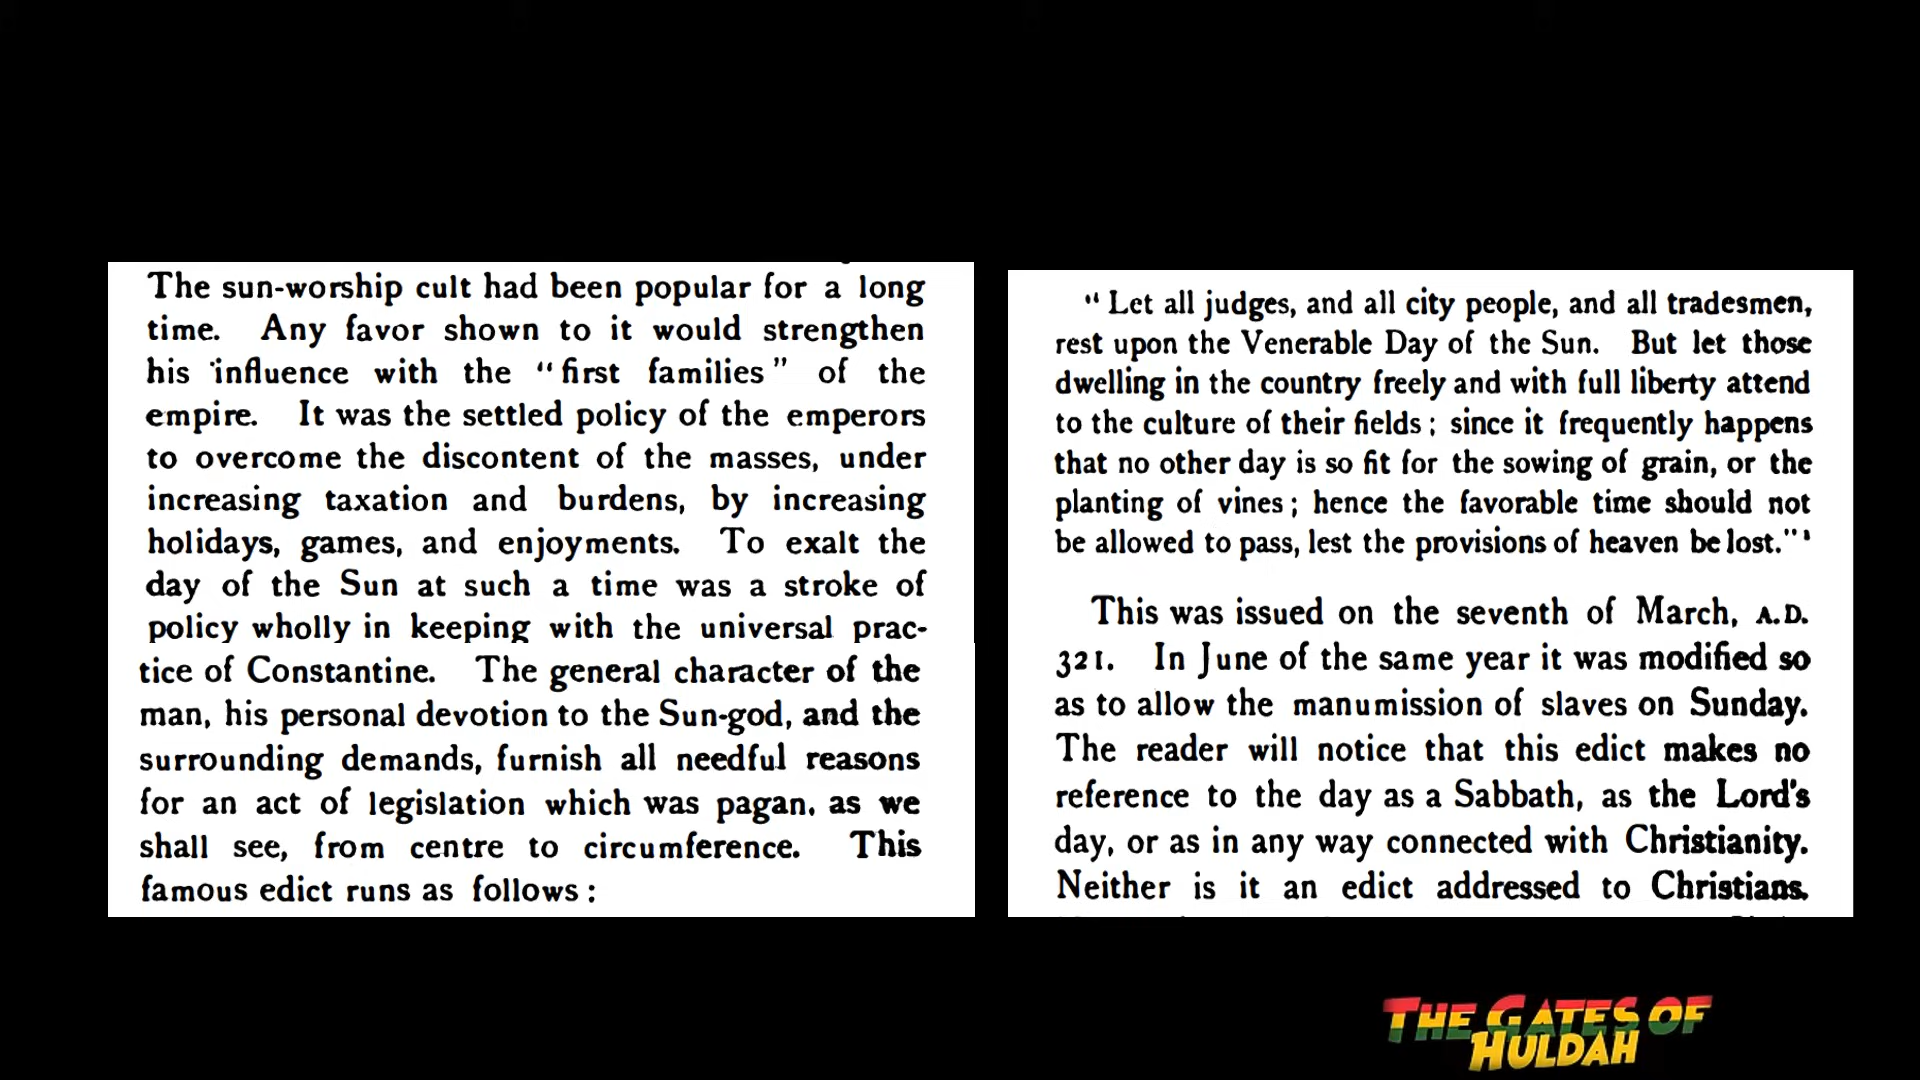 The sun-worship cult had been popular for a long
time. Any favor shown to it would strengthen
his influence with the "first families" of the
empire. It was the settled policy of the emperors
to overcome the discontent of the masses, under
increasing taxation and burdens, by increasing
holidays, games, and enjoyments. To exalt the
day of the Sun at such a time was a stroke of
policy wholly in keeping with the universal prac-
tice of Constantine. The general character of the
man, his personal devotion to the Sun-god, and the
surrounding demands, furnish all needful reasons
for an act of legislation which was pagan, as we
shall see, from centre to circumference. This
famous edict runs as follows:
"Let all judges, and all city people, and all tradesmen,
rest upon the Venerable Day of the Sun. But let those
dwelling in the country freely and with full liberty attend
to the culture of their fields; since it frequently happens
that no other day is so fit for the sowing of grain, or the
planting of vines; hence the favorable time should not
be allowed to pass, lest the provisions of heaven be lost." ¹
This was issued on the seventh of March, A.D.
321. In June of the same year it was modified so
as to allow the manumission of slaves on Sunday.
The reader will notice that this edict makes no
reference to the day as a Sabbath, as the Lord's
day, or as in any way connected with Christianity.
Neither is it an edict addressed to Christians.
THE GATES OF
HULDAH